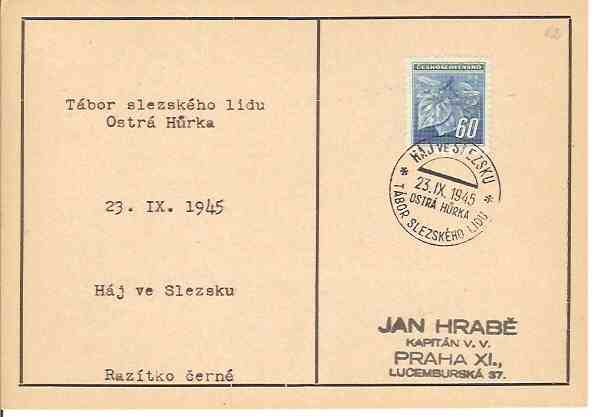 Tábor slezského lidu
Ostrá Hůrka
23. IX. 1945
Háj ve Slezsku
Razítko černé
ČESKOSLOVENSKO
60
HÁJ VE SLEZSKU
* 23.IX.1945 *
OSTRÁ HŮRKA
TÁBOR SLEZSKÉHO LIDU
JAN HRABĚ
KAPITÁN V. V.
PRAHA XI.,
LUCEMBURSKÁ 37.